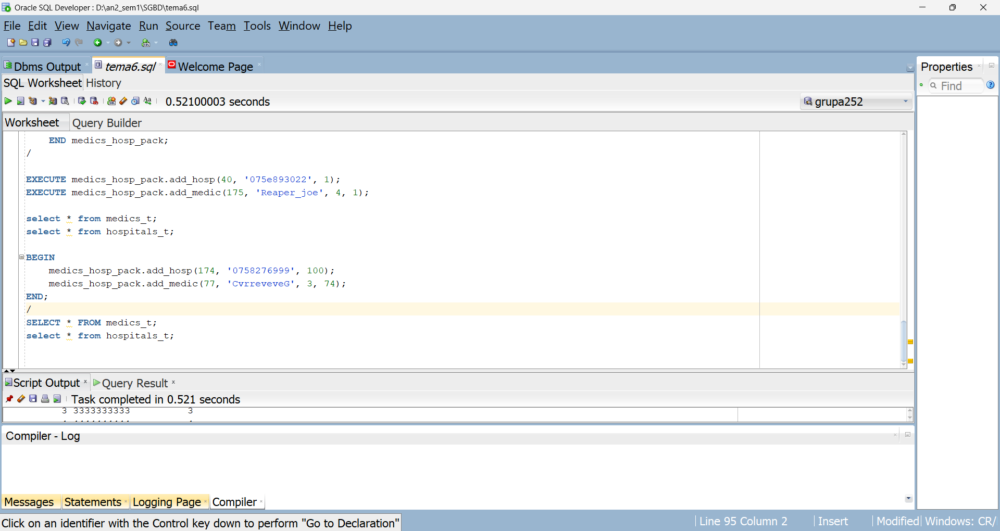 Oracle SQL Developer : D:\an2_sem1\SGBD\tema6.sql
File Edit View Navigate Run Source Team Tools Window Help
Dbms Output tema6.sql Welcome Page
Properties
SQL Worksheet History
Find
0.52100003 seconds
grupa252
Worksheet Query Builder
END medics_hosp_pack;
/
EXECUTE medics_hosp_pack.add_hosp(40, '075e893022', 1);
EXECUTE medics_hosp_pack.add_medic(175, 'Reaper_joe', 4, 1);
select * from medics_t;
select * from hospitals_t;
BEGIN
medics_hosp_pack.add_hosp(174, '0758276999', 100);
medics_hosp_pack.add_medic(77, 'CvrreveveG', 3, 74);
END;
/
SELECT * FROM medics_t;
select * from hospitals_t;
Script Output Query Result
Task completed in 0.521 seconds
3 3333333333 3
Compiler - Log
Messages Statements Logging Page Compiler
Click on an identifier with the Control key down to perform "Go to Declaration"
Line 95 Column 2 Insert Modified Windows: CR/